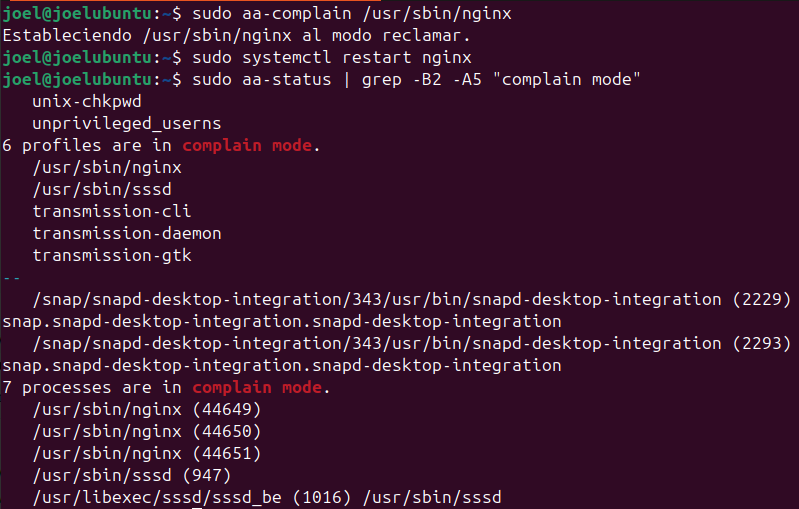 joel@joelubuntu:~$ sudo aa-complain /usr/sbin/nginx
Estableciendo /usr/sbin/nginx al modo reclamar.
joel@joelubuntu:~$ sudo systemctl restart nginx
joel@joelubuntu:~$ sudo aa-status | grep -B2 -A5 "complain mode"
   unix-chkpwd
   unprivileged_userns
6 profiles are in complain mode.
   /usr/sbin/nginx
   /usr/sbin/sssd
   transmission-cli
   transmission-daemon
   transmission-gtk
--
   /snap/snapd-desktop-integration/343/usr/bin/snapd-desktop-integration (2229)
snap.snapd-desktop-integration.snapd-desktop-integration
   /snap/snapd-desktop-integration/343/usr/bin/snapd-desktop-integration (2293)
snap.snapd-desktop-integration.snapd-desktop-integration
7 processes are in complain mode.
   /usr/sbin/nginx (44649)
   /usr/sbin/nginx (44650)
   /usr/sbin/nginx (44651)
   /usr/sbin/sssd (947)
   /usr/libexec/sssd/sssd_be (1016) /usr/sbin/sssd